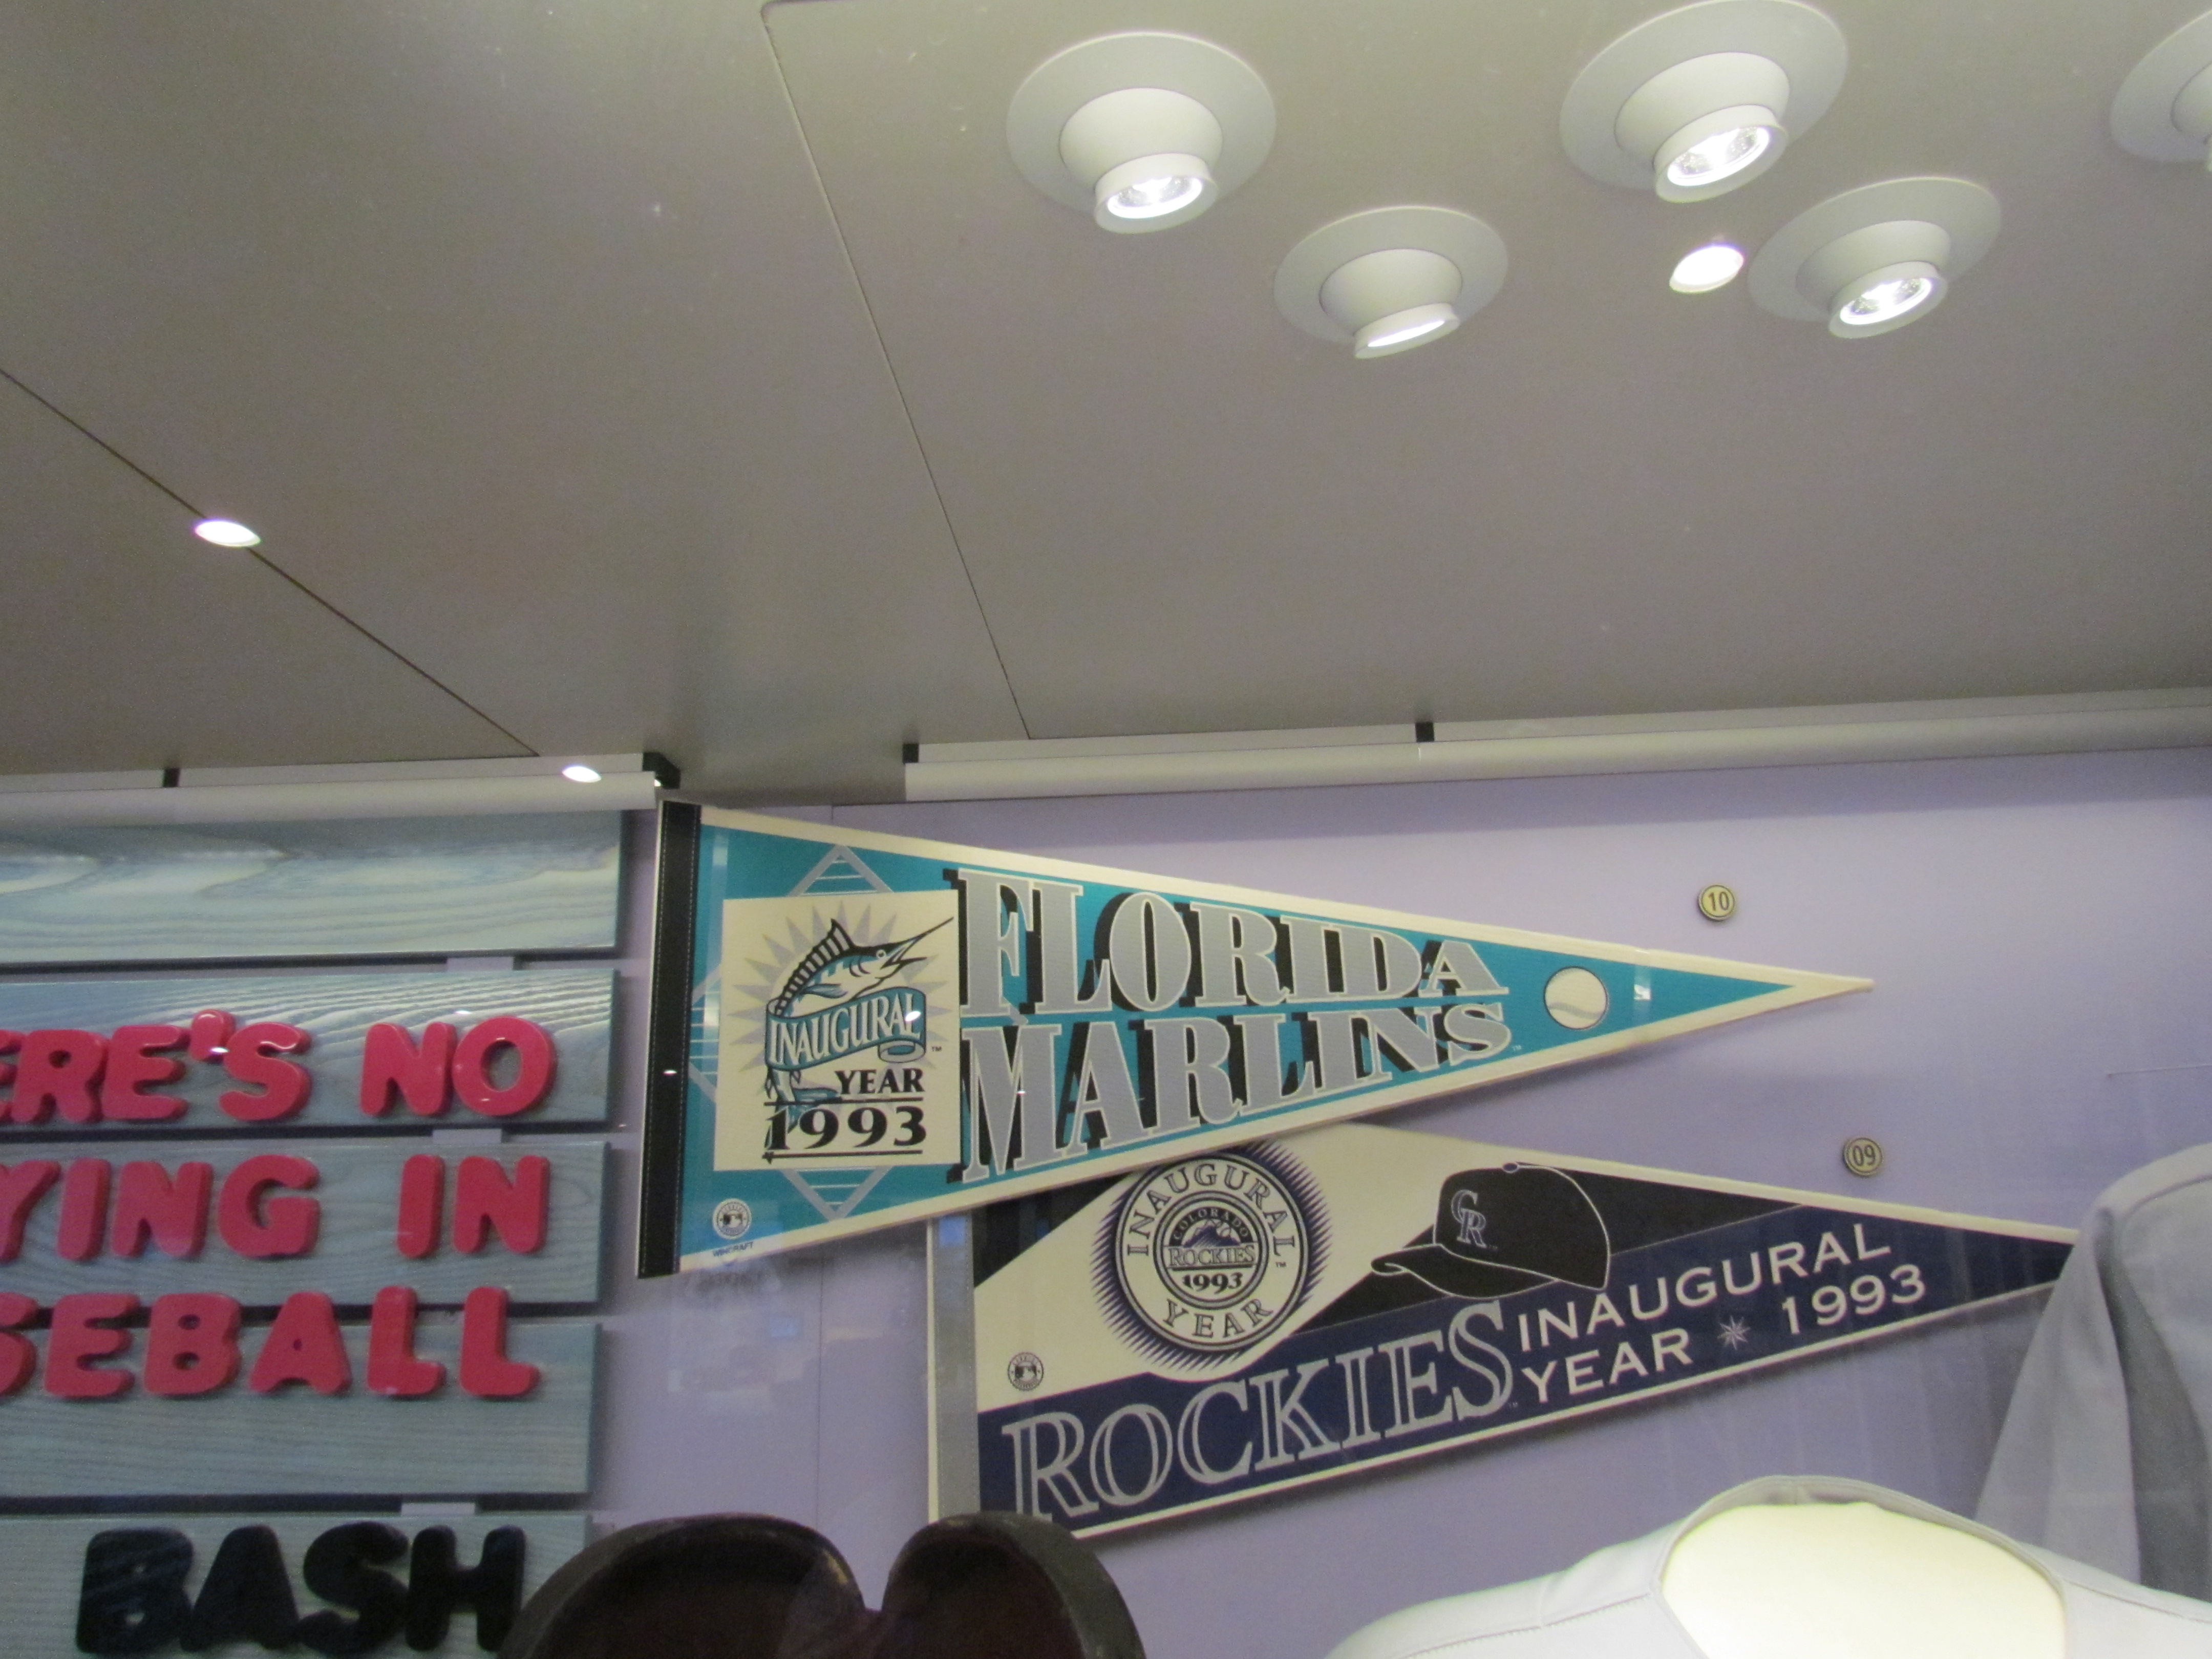 ERE'S NO
YING IN
SEBALL
BASH
INAUGURAL
YEAR
1993
FLORIDA
MARLINS
WINCRAFT
10
09
INAUGURAL
COLORADO
ROCKIES
1993
YEAR
CR
ROCKIES
INAUGURAL
YEAR 1993